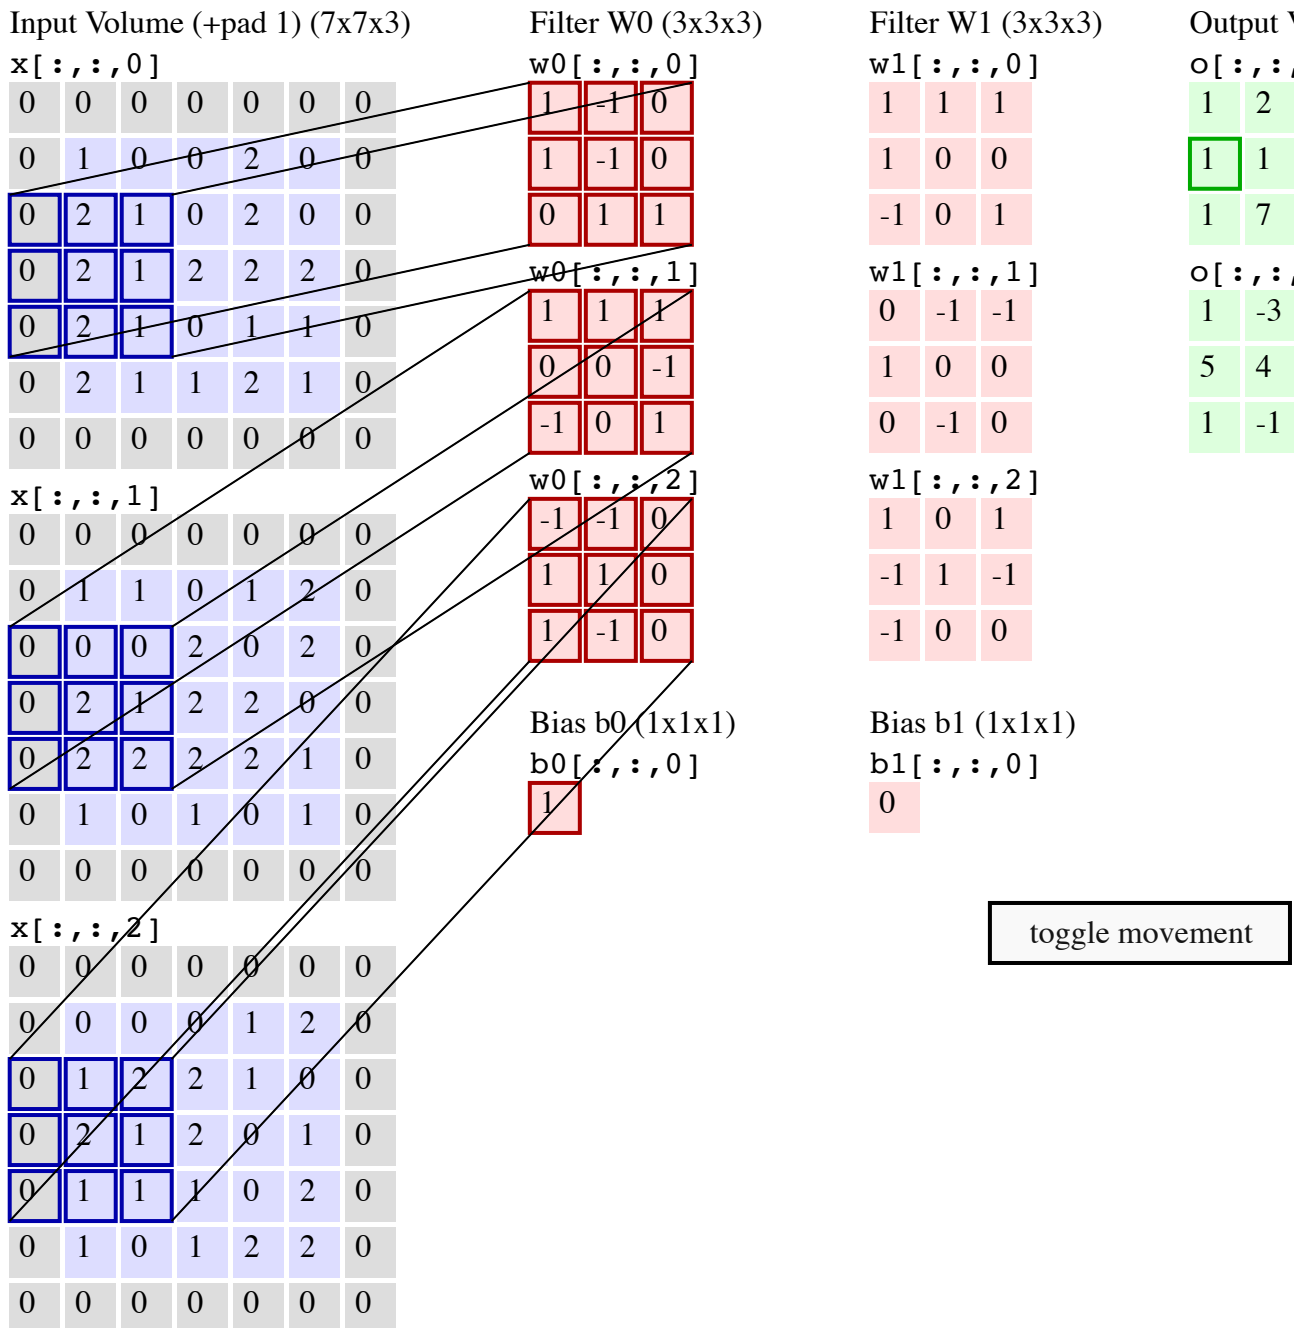 Input Volume (+pad 1) (7x7x3)
x[:,:,0]
0 0 0 0 0 0 0
0 1 0 0 2 0 0
0 2 1 0 2 0 0
0 2 1 2 2 2 0
0 2 1 0 1 1 0
0 2 1 1 2 1 0
0 0 0 0 0 0 0
x[:,:,1]
0 0 0 0 0 0 0
0 1 1 0 1 2 0
0 0 0 2 0 2 0
0 2 1 2 2 0 0
0 2 2 2 2 1 0
0 1 0 1 0 1 0
0 0 0 0 0 0 0
x[:,:,2]
0 0 0 0 0 0 0
0 0 0 0 1 2 0
0 1 2 2 1 0 0
0 2 1 2 0 1 0
0 1 1 1 0 2 0
0 1 0 1 2 2 0
0 0 0 0 0 0 0
Filter W0 (3x3x3)
w0[:,:,0]
1 -1 0
1 -1 0
0 1 1
w0[:,:,1]
1 1 1
0 0 -1
-1 0 1
w0[:,:,2]
-1 -1 0
1 1 0
1 -1 0
Bias b0 (1x1x1)
b0[:,:,0]
1
Filter W1 (3x3x3)
w1[:,:,0]
1 1 1
1 0 0
-1 0 1
w1[:,:,1]
0 -1 -1
1 0 0
0 -1 0
w1[:,:,2]
1 0 1
-1 1 -1
-1 0 0
Bias b1 (1x1x1)
b1[:,:,0]
0
Output
o[:,:,
1 2
1 1
1 7
o[:,:,
1 -3
5 4
1 -1
toggle movement